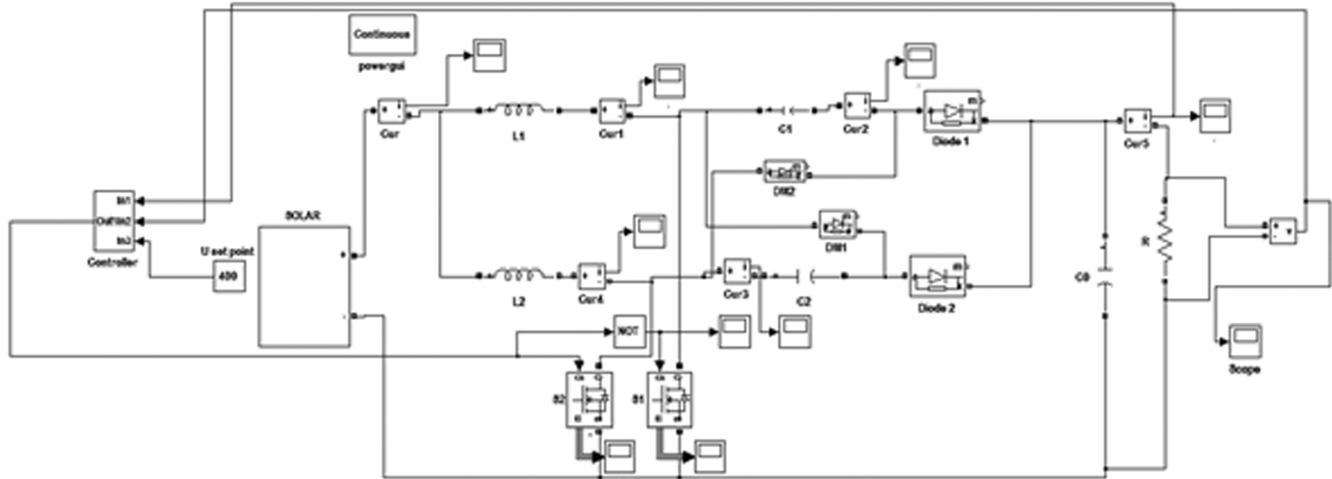 Continuous
powergui
Cur
L1
Cur1
C1
Cur2
Diode 1
Cur5
DM2
In1
Out In2
In3
Controller
U set point
400
SOLAR
DM1
R
L2
Cur4
Cur3
C2
Diode 2
C0
NOT
S2
S1
Scope